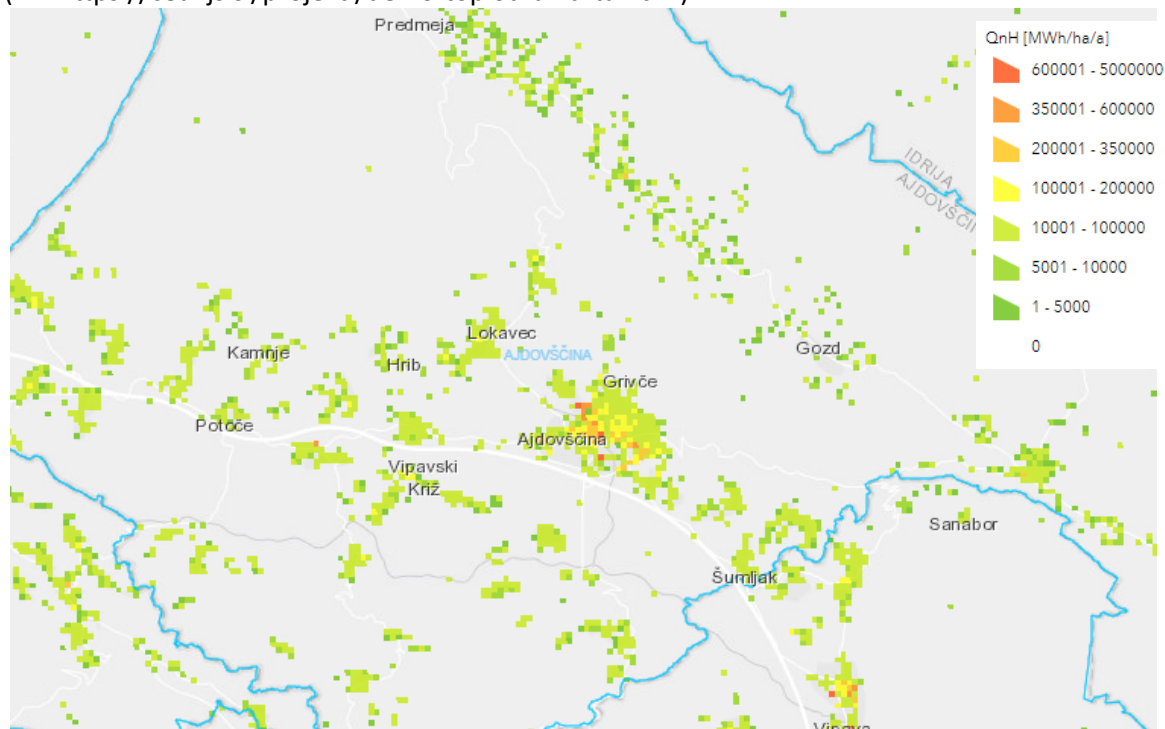 Predmeja
QnH [MWh/ha/a]
600001 - 5000000
350001 - 600000
200001 - 350000
100001 - 200000
10001 - 100000
5001 - 10000
1 - 5000
0
IDRIJA
Lokavec
AJDOVŠČINA
Kamnje
Hrib
Gozd
Grivče
Potoče
Ajdovščina
Vipavski
Križ
Sanabor
Šumljak